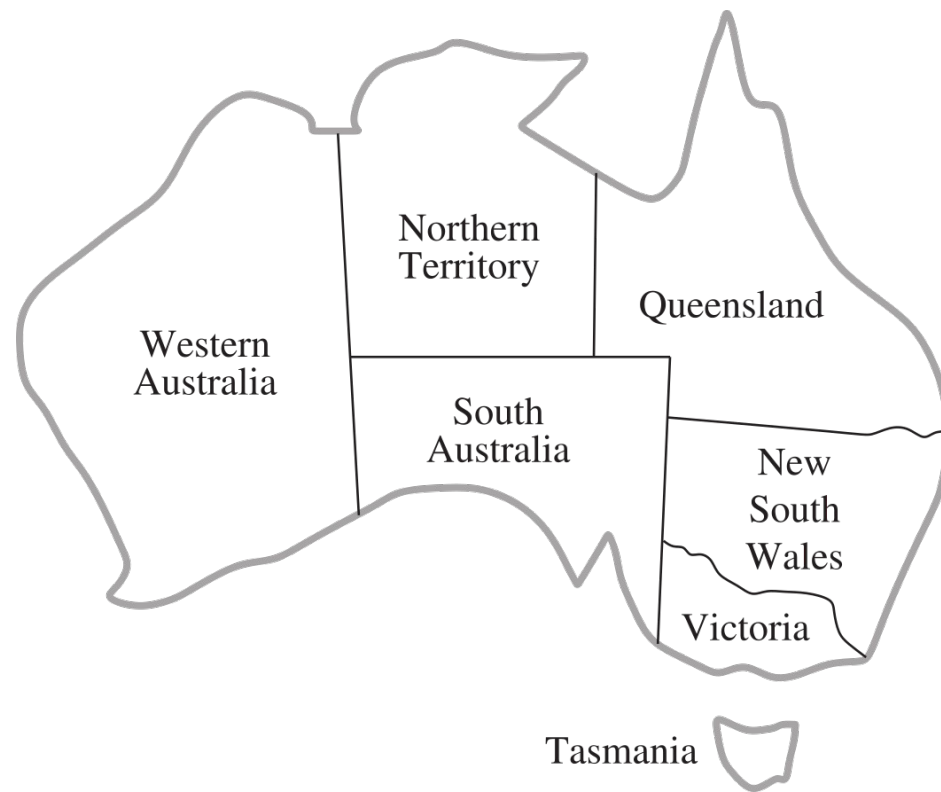 Northern
Territory
Queensland
Western
Australia
South
Australia
New
South
Wales
Victoria
Tasmania